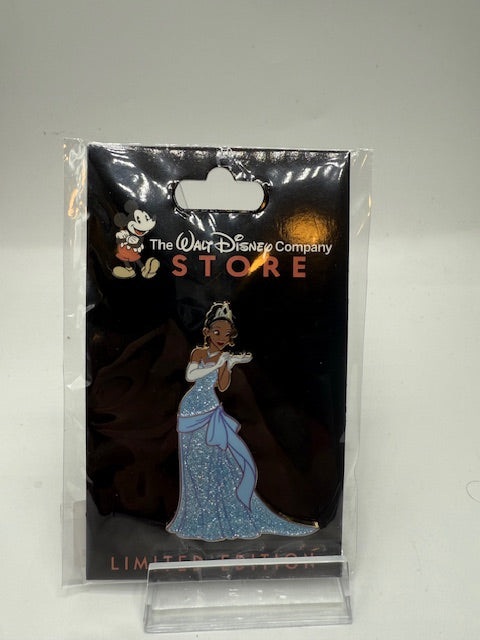 The WALT DISNEY Company
STORE
LIMITED EDITION